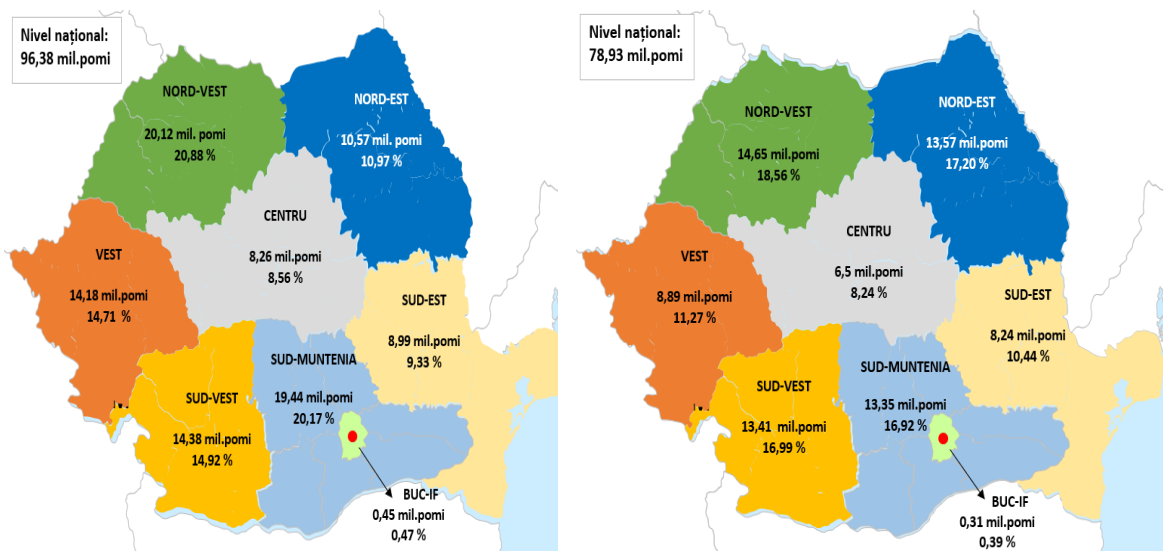 Nivel național:
96,38 mil.pomi
NORD-VEST
20,12 mil. pomi
20,88 %
NORD-EST
10,57 mil. pomi
10,97 %
CENTRU
8,26 mil.pomi
8,56 %
VEST
14,18 mil.pomi
14,71 %
SUD-EST
8,99 mil.pomi
9,33 %
SUD-MUNTENIA
19,44 mil.pomi
20,17 %
SUD-VEST
14,38 mil.pomi
14,92 %
BUC-IF
0,45 mil.pomi
0,47 %
Nivel național:
78,93 mil.pomi
NORD-VEST
14,65 mil.pomi
18,56 %
NORD-EST
13,57 mil.pomi
17,20 %
CENTRU
6,5 mil.pomi
8,24 %
VEST
8,89 mil.pomi
11,27 %
SUD-EST
8,24 mil.pomi
10,44 %
SUD-MUNTENIA
13,35 mil.pomi
16,92 %
SUD-VEST
13,41 mil.pomi
16,99 %
BUC-IF
0,31 mil.pomi
0,39 %